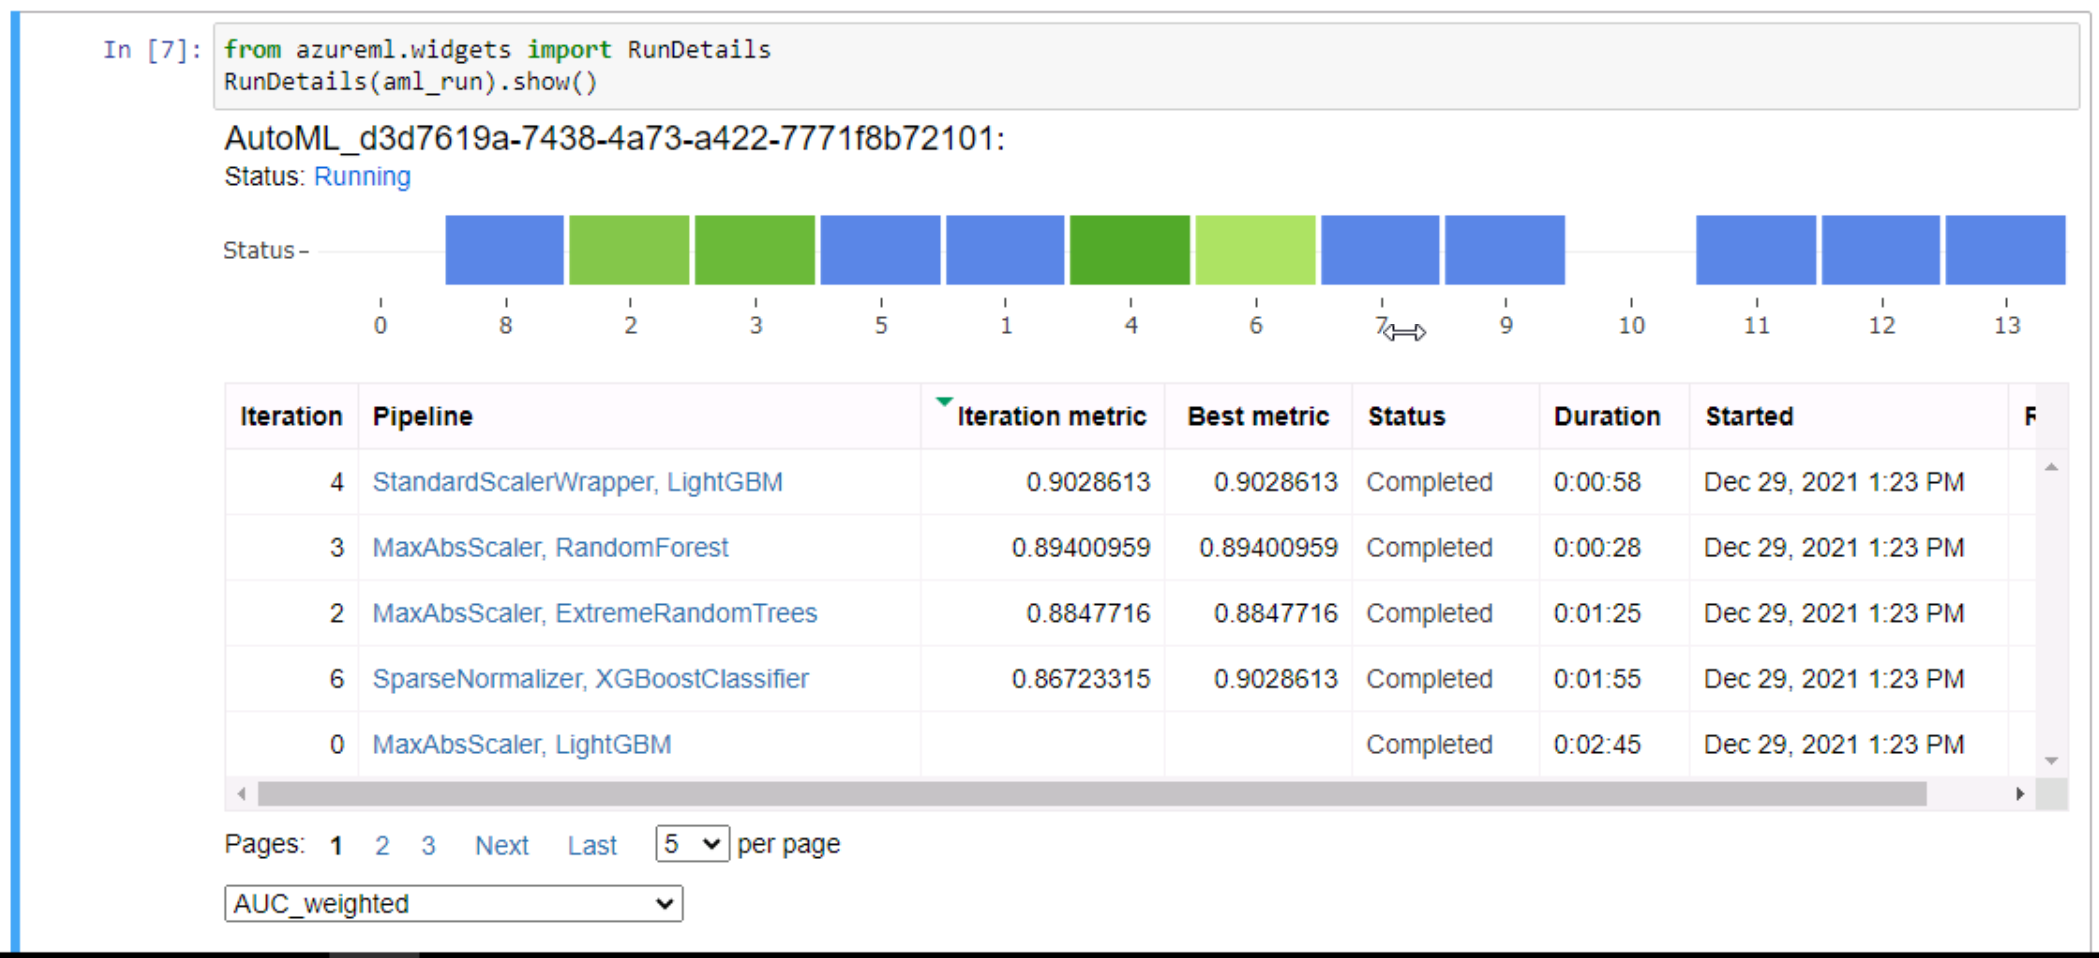 In [7]: from azureml.widgets import RunDetails
RunDetails(aml_run).show()
AutoML_d3d7619a-7438-4a73-a422-7771f8b72101:
Status: Running
Status
0 8 2 3 5 1 4 6 7 9 10 11 12 13
Iteration Pipeline Iteration metric Best metric Status Duration Started
4 StandardScalerWrapper, LightGBM 0.9028613 0.9028613 Completed 0:00:58 Dec 29, 2021 1:23 PM
3 MaxAbsScaler, RandomForest 0.89400959 0.89400959 Completed 0:00:28 Dec 29, 2021 1:23 PM
2 MaxAbsScaler, ExtremeRandomTrees 0.8847716 0.8847716 Completed 0:01:25 Dec 29, 2021 1:23 PM
6 SparseNormalizer, XGBoostClassifier 0.86723315 0.9028613 Completed 0:01:55 Dec 29, 2021 1:23 PM
0 MaxAbsScaler, LightGBM Completed 0:02:45 Dec 29, 2021 1:23 PM
Pages: 1 2 3 Next Last 5 per page
AUC_weighted